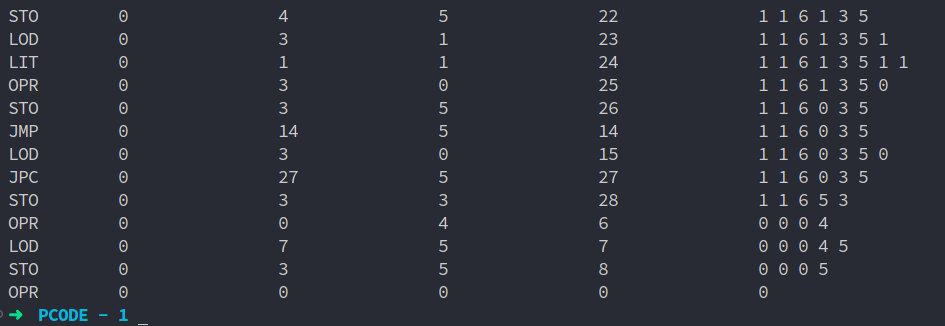 STO 0 4 5 22 1 1 6 1 3 5
LOD 0 3 1 23 1 1 6 1 3 5 1
LIT 0 1 1 24 1 1 6 1 3 5 1 1
OPR 0 3 0 25 1 1 6 1 3 5 0
STO 0 3 5 26 1 1 6 0 3 5
JMP 0 14 5 14 1 1 6 0 3 5
LOD 0 3 0 15 1 1 6 0 3 5 0
JPC 0 27 5 27 1 1 6 0 3 5
STO 0 3 3 28 1 1 6 5 3
OPR 0 0 4 6 0 0 0 4
LOD 0 7 5 7 0 0 0 4 5
STO 0 3 5 8 0 0 0 5
OPR 0 0 0 0 0
➜ PCODE - 1 _